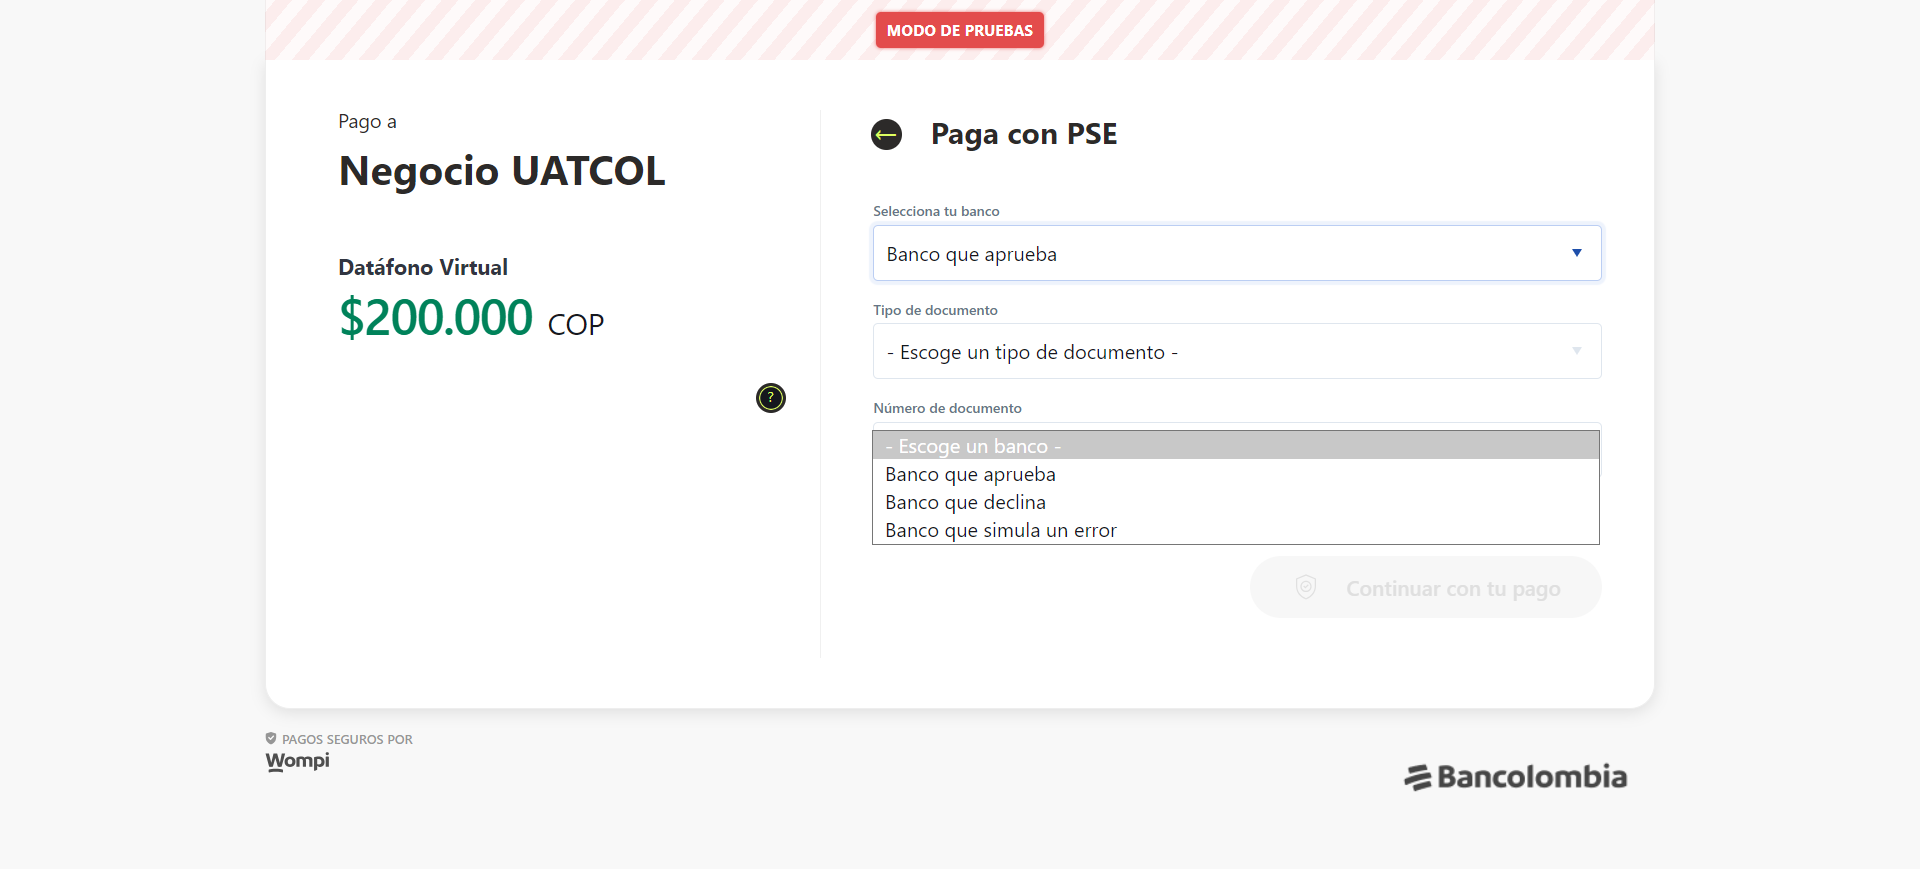 MODO DE PRUEBAS
Pago a
Negocio UATCOL
Datáfono Virtual
$200.000 COP
?
Paga con PSE
Selecciona tu banco
Banco que aprueba
Tipo de documento
- Escoge un tipo de documento -
Número de documento
- Escoge un banco -
Banco que aprueba
Banco que declina
Banco que simula un error
Continuar con tu pago
PAGOS SEGUROS POR
Wompi
Bancolombia